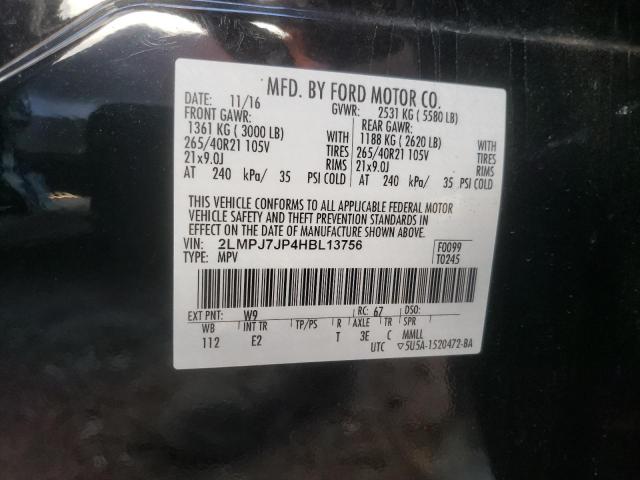 MFD. BY FORD MOTOR CO.
DATE: 11/16 GVWR: 2531 KG ( 5580 LB)
FRONT GAWR: REAR GAWR:
1361 KG ( 3000 LB) WITH 1188 KG ( 2620 LB) WITH
265/40R21 105V TIRES 265/40R21 105V TIRES
21x9.0J RIMS 21x9.0J RIMS
AT 240 kPa/ 35 PSI COLD AT 240 kPa/ 35 PSI COLD
THIS VEHICLE CONFORMS TO ALL APPLICABLE FEDERAL MOTOR
VEHICLE SAFETY AND THEFT PREVENTION STANDARDS IN
EFFECT ON THE DATE OF MANUFACTURE SHOWN ABOVE.
VIN: 2LMPJ7JP4HBL13756 F0099
TYPE: MPV T0245
EXT PNT: W9 RC: 67 DSO:
WB INT TR TP/PS R AXLE TR SPR
112 E2 T 3E C MMLL
UTC ▽5U5A-1520472-BA